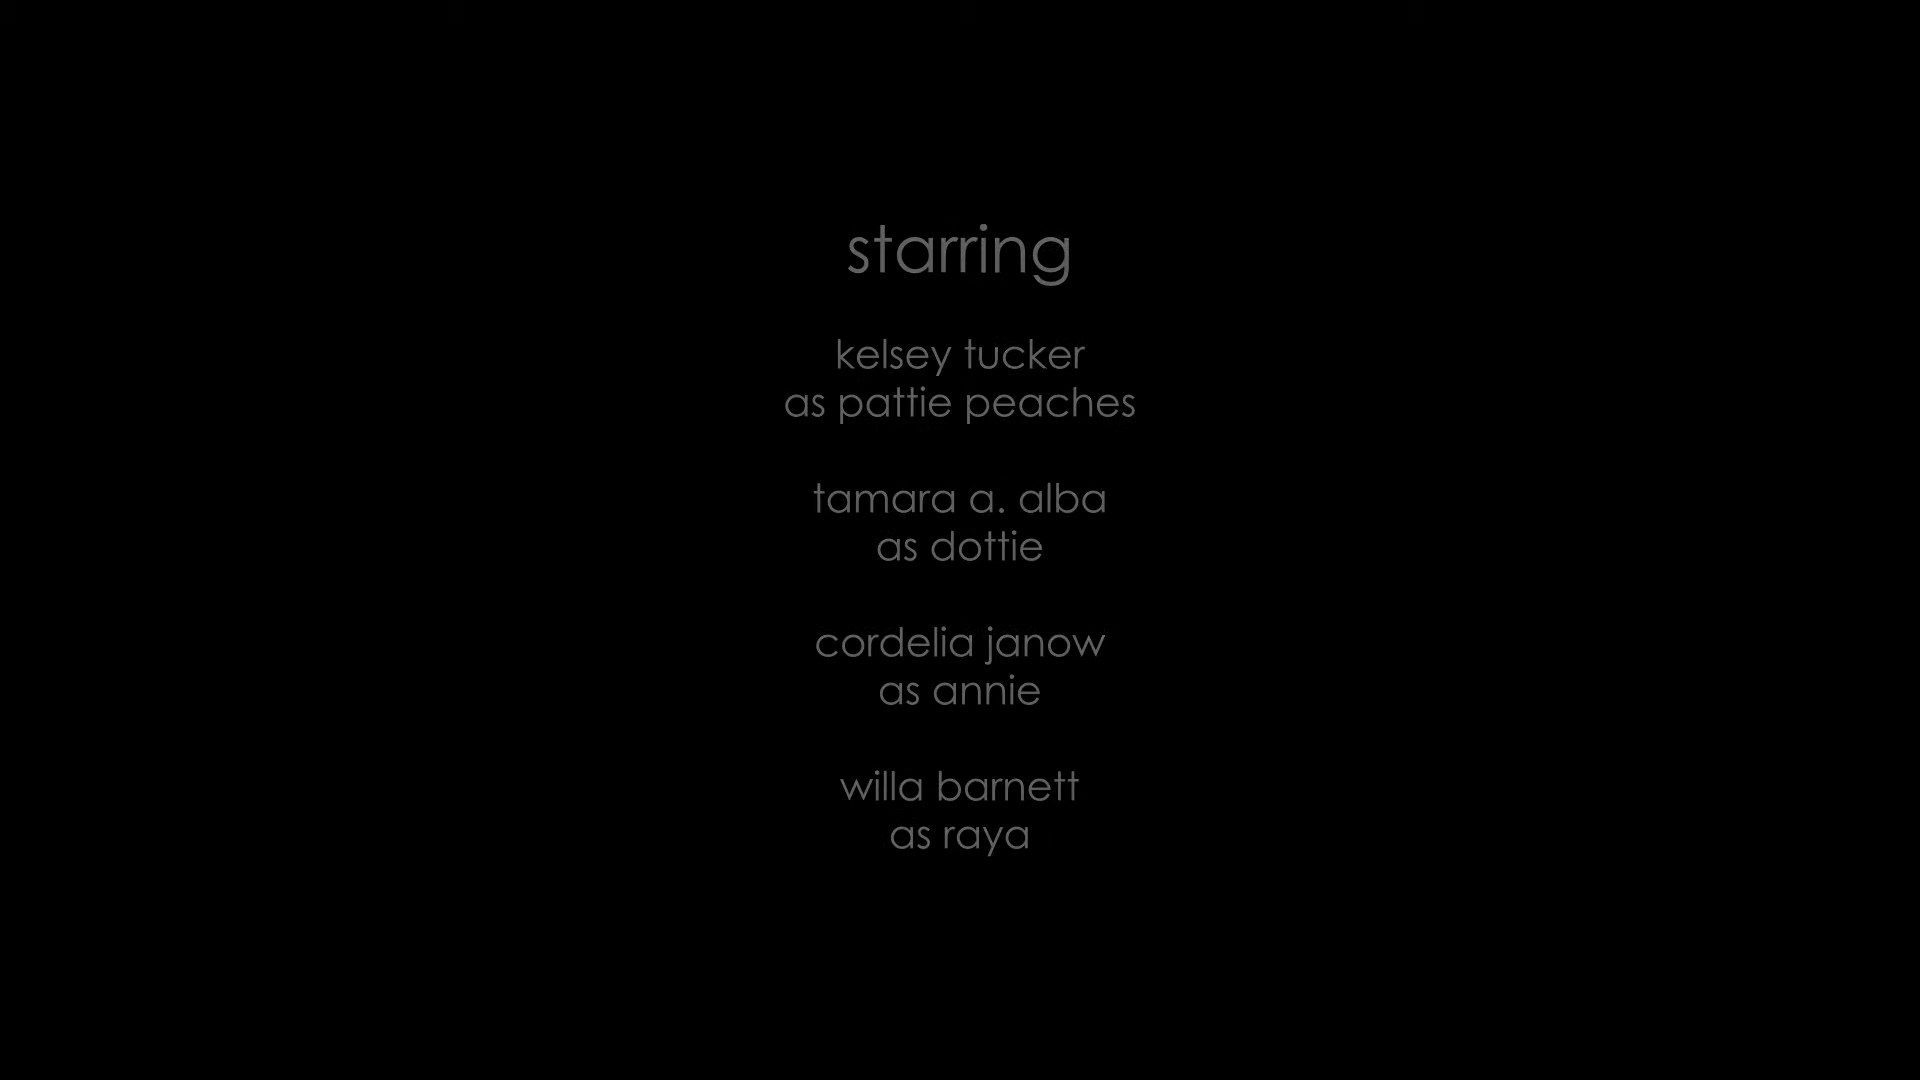 starring
kelsey tucker
as pattie peaches
tamara a. alba
as dottie
cordelia janow
as annie
willa barnett
as raya